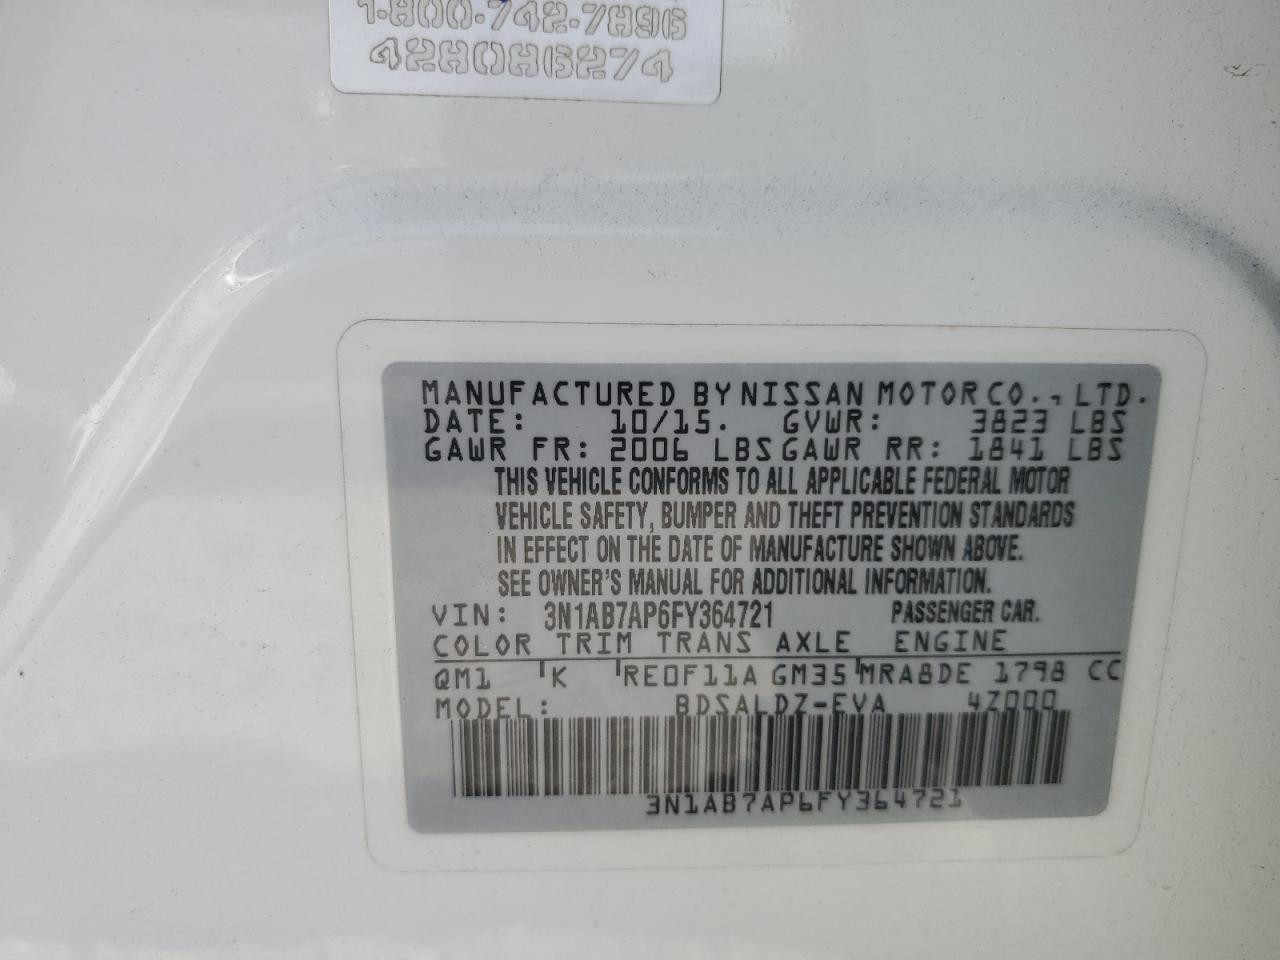 1-800-742-7896
428086274
MANUFACTURED BY NISSAN MOTOR CO., LTD.
DATE: 10/15. GVWR: 3823 LBS
GAWR FR: 2006 LBS GAWR RR: 1841 LBS
THIS VEHICLE CONFORMS TO ALL APPLICABLE FEDERAL MOTOR
VEHICLE SAFETY, BUMPER AND THEFT PREVENTION STANDARDS
IN EFFECT ON THE DATE OF MANUFACTURE SHOWN ABOVE.
SEE OWNER'S MANUAL FOR ADDITIONAL INFORMATION.
VIN: 3N1AB7AP6FY364721 PASSENGER CAR.
COLOR TRIM TRANS AXLE ENGINE
QM1 K RE0F11A GM35 MRA8DE 1798 CC
MODEL: BDSALDZ-EVA 4Z000
3N1AB7AP6FY364721